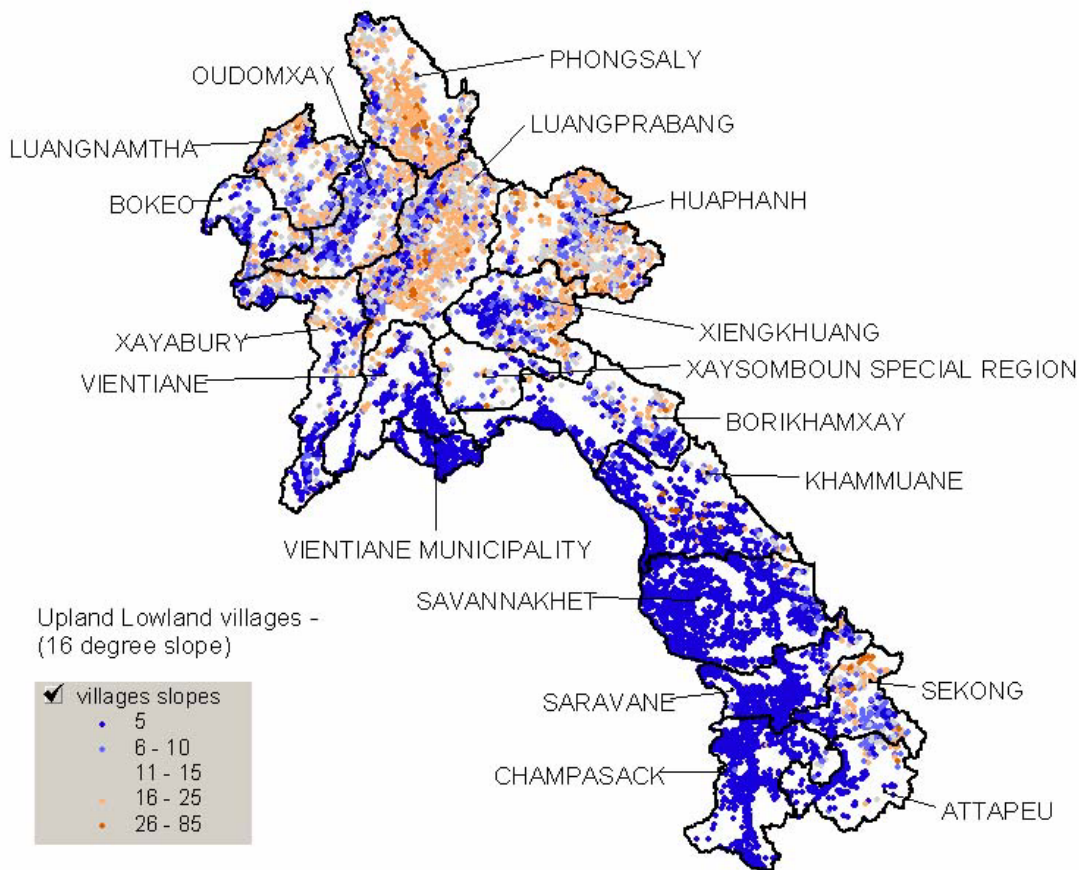 PHONGSALY
OUDOMXAY
LUANGPRABANG
LUANGNAMTHA
BOKEO
HUAPHANH
XIENGKHUANG
XAYABURY
VIENTIANE
XAYSOMBOUN SPECIAL REGION
BORIKHAMXAY
KHAMMUANE
VIENTIANE MUNICIPALITY
SAVANNAKHET
SARAVANE
SEKONG
CHAMPASACK
ATTAPEU
Upland Lowland villages -
(16 degree slope)
villages slopes
5
6 - 10
11 - 15
16 - 25
26 - 85